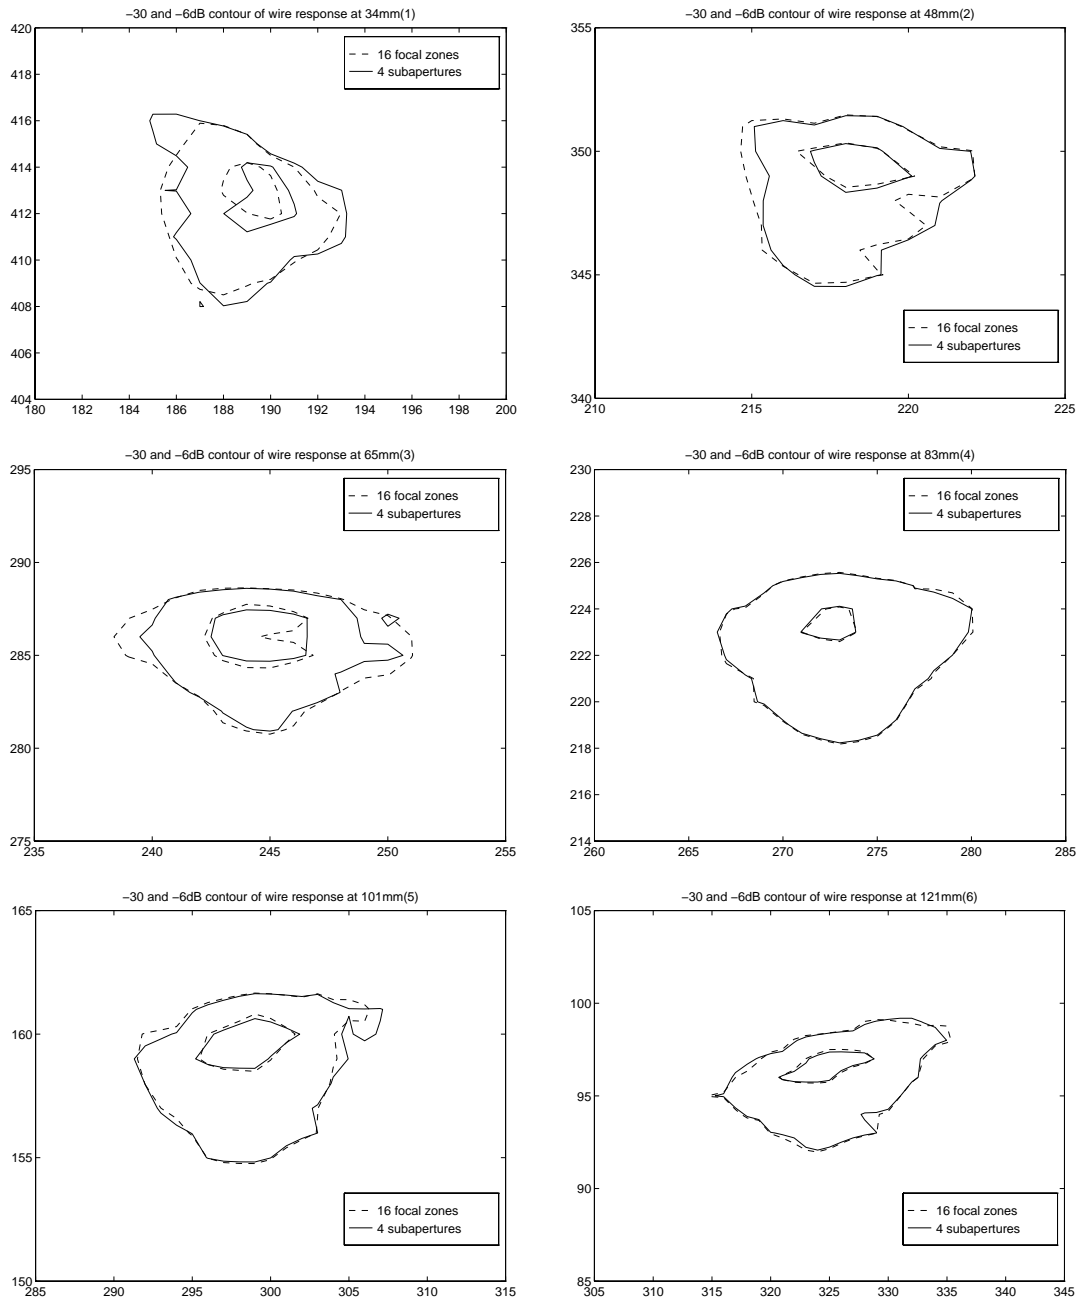 −30 and −6dB contour of wire response at 34mm(1)
420
418
416
414
412
410
408
406
404
180 182 184 186 188 190 192 194 196 198 200
16 focal zones
4 subapertures
−30 and −6dB contour of wire response at 48mm(2)
355
350
345
340
210 215 220 225
16 focal zones
4 subapertures
−30 and −6dB contour of wire response at 65mm(3)
295
290
285
280
275
235 240 245 250 255
16 focal zones
4 subapertures
−30 and −6dB contour of wire response at 83mm(4)
230
228
226
224
222
220
218
216
214
260 265 270 275 280 285
16 focal zones
4 subapertures
−30 and −6dB contour of wire response at 101mm(5)
165
160
155
150
285 290 295 300 305 310 315
16 focal zones
4 subapertures
−30 and −6dB contour of wire response at 121mm(6)
105
100
95
90
85
305 310 315 320 325 330 335 340 345
16 focal zones
4 subapertures